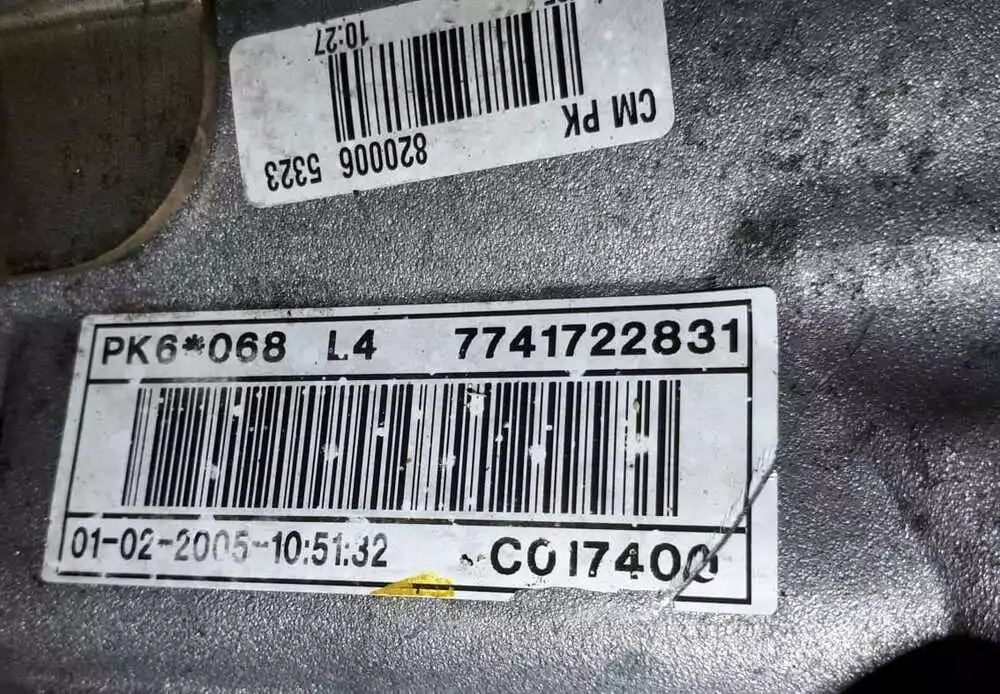 CM PK
10:27
820006 5323
PK6*068 L4 7741722831
01-02-2005-10:51:32
C017400